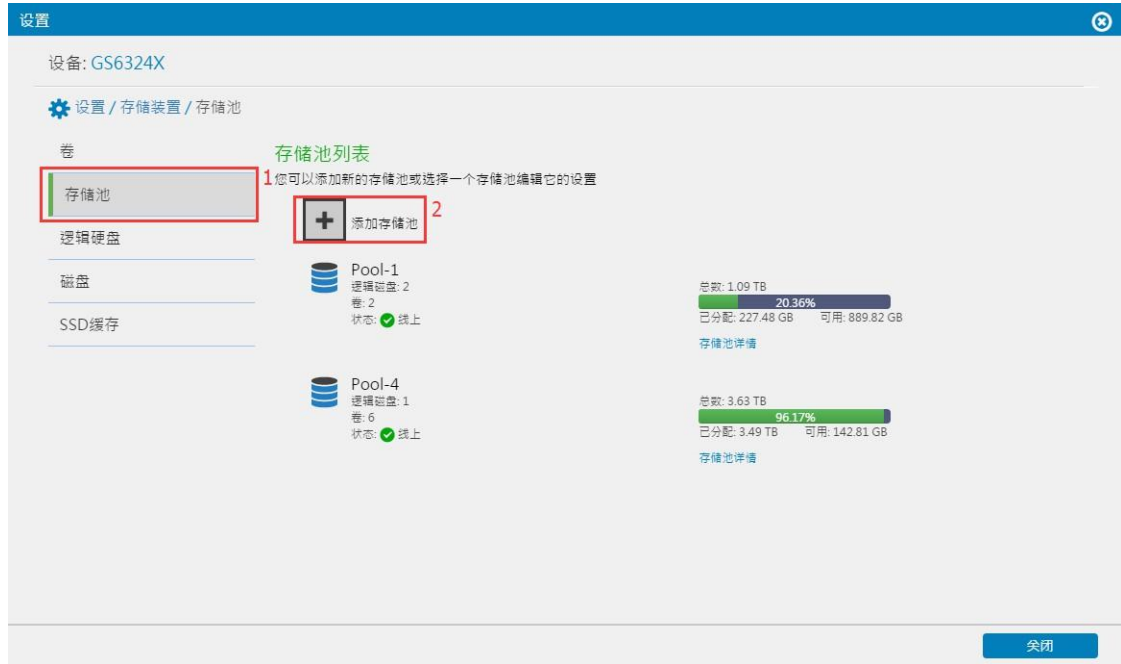 设置
设备: GS6324X
设置 / 存储装置 / 存储池
卷
存储池
逻辑硬盘
磁盘
SSD缓存
存储池列表
1 您可以添加新的存储池或选择一个存储池编辑它的设置
添加存储池 2
Pool-1
逻辑磁盘: 2
卷: 2
状态: 线上
总数: 1.09 TB
20.36%
已分配: 227.48 GB 可用: 889.82 GB
存储池详情
Pool-4
逻辑磁盘: 1
卷: 6
状态: 线上
总数: 3.63 TB
96.17%
已分配: 3.49 TB 可用: 142.81 GB
存储池详情
关闭